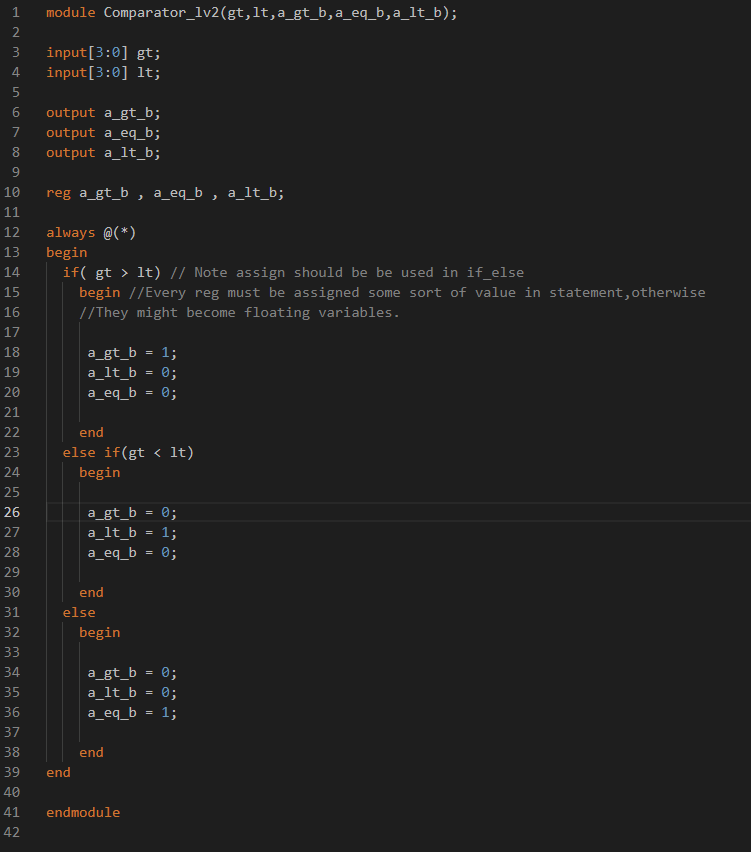 1 module Comparator_lv2(gt,lt,a_gt_b,a_eq_b,a_lt_b);
2
3 input[3:0] gt;
4 input[3:0] lt;
5
6 output a_gt_b;
7 output a_eq_b;
8 output a_lt_b;
9
10 reg a_gt_b , a_eq_b , a_lt_b;
11
12 always @(*)
13 begin
14 if( gt > lt) // Note assign should be be used in if_else
15 begin //Every reg must be assigned some sort of value in statement,otherwise
16 //They might become floating variables.
17
18 a_gt_b = 1;
19 a_lt_b = 0;
20 a_eq_b = 0;
21
22 end
23 else if(gt < lt)
24 begin
25
26 a_gt_b = 0;
27 a_lt_b = 1;
28 a_eq_b = 0;
29
30 end
31 else
32 begin
33
34 a_gt_b = 0;
35 a_lt_b = 0;
36 a_eq_b = 1;
37
38 end
39 end
40
41 endmodule
42